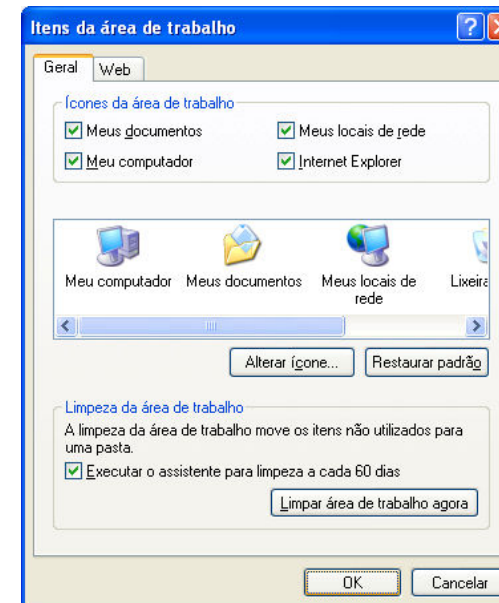 Itens da área de trabalho
Geral Web
Ícones da área de trabalho
Meus documentos Meus locais de rede
Meu computador Internet Explorer
Meu computador Meus documentos Meus locais de rede Lixeira
Alterar ícone... Restaurar padrão
Limpeza da área de trabalho
A limpeza da área de trabalho move os itens não utilizados para
uma pasta.
Executar o assistente para limpeza a cada 60 dias
Limpar área de trabalho agora
OK Cancelar